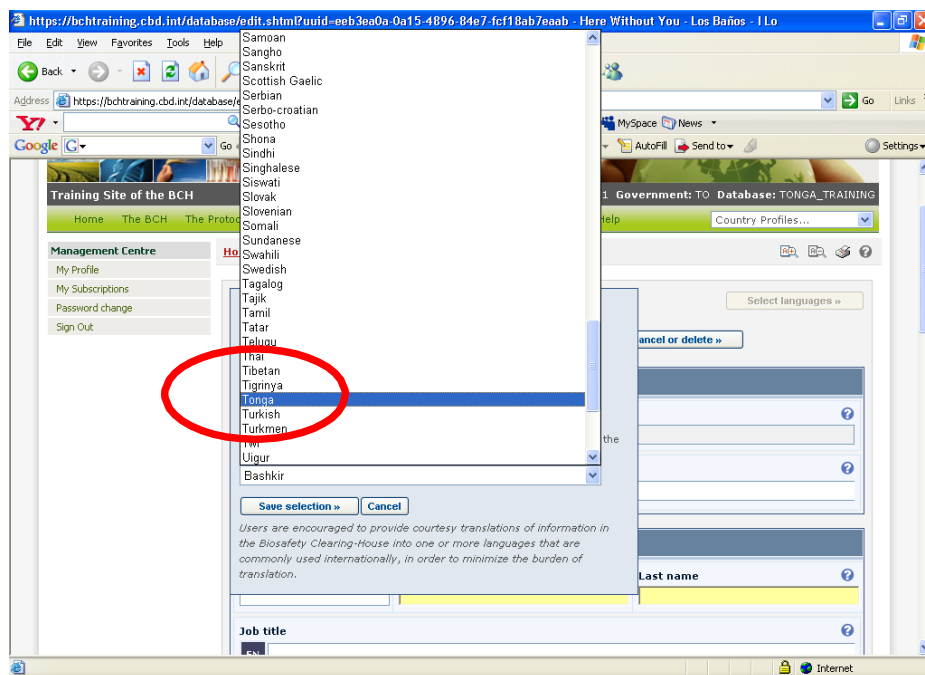 https://bchtraining.cbd.int/database/edit.shtml?uuid=eeb3ea0a-0a15-4896-84e7-fcf18ab7eaab - Here Without You - Los Baños - I Lo
File Edit View Favorites Tools Help
Back
Address https://bchtraining.cbd.int/database/e
Go Links
Y!
MySpace News
Google G
Go
AutoFill Send to
Settings
Training Site of the BCH
1 Government: TO Database: TONGA_TRAINING
Home The BCH The Protoc
Help
Country Profiles...
Management Centre
My Profile
My Subscriptions
Password change
Sign Out
Ho
Samoan
Sangho
Sanskrit
Scottish Gaelic
Serbian
Serbo-croatian
Sesotho
Shona
Sindhi
Singhalese
Siswati
Slovak
Slovenian
Somali
Sundanese
Swahili
Swedish
Tagalog
Tajik
Tamil
Tatar
Telugu
Thai
Tibetan
Tigrinya
Tonga
Turkish
Turkmen
Twi
Uigur
Bashkir
Select languages »
ancel or delete »
the
Save selection » Cancel
Users are encouraged to provide courtesy translations of information in
the Biosafety Clearing-House into one or more languages that are
commonly used internationally, in order to minimize the burden of
translation.
Last name
Job title
EN
Internet